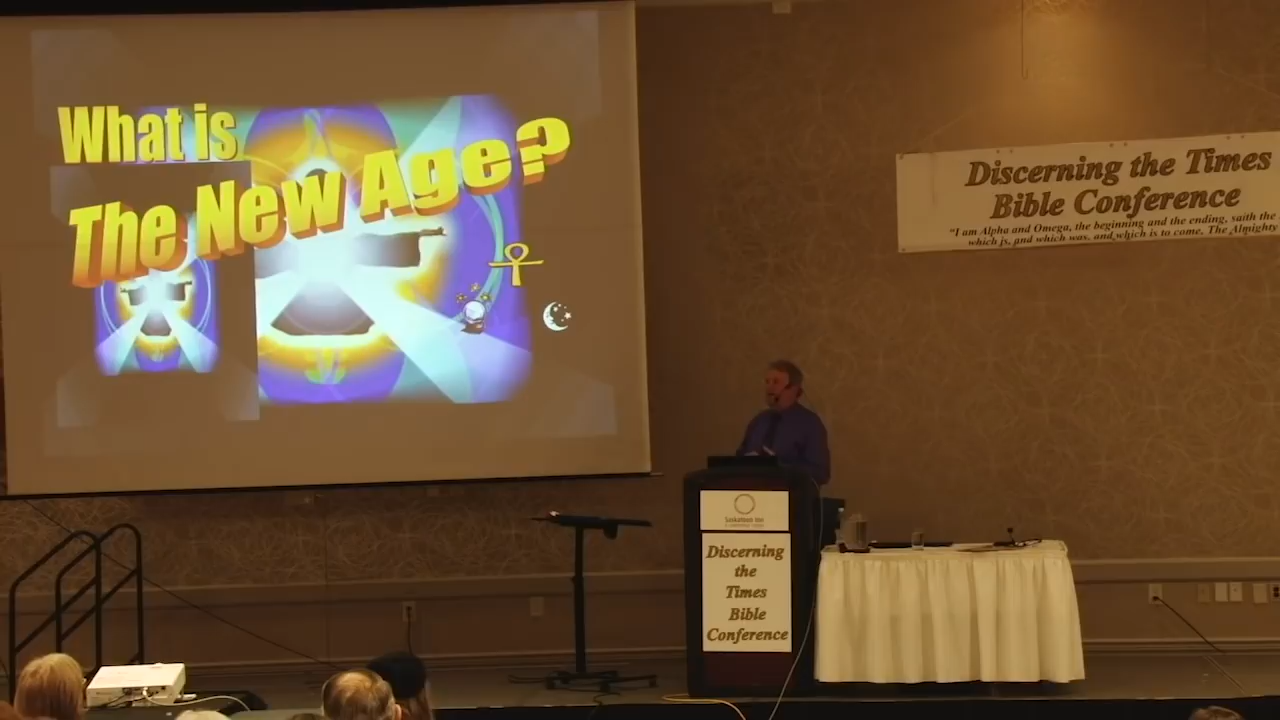 What is
The New Age?
Discerning the Times
Bible Conference
"I am Alpha and Omega, the beginning and the ending, saith the
which is, and which was, and which is to come, The Almighty
Saskatoon Inn
Discerning
the
Times
Bible
Conference